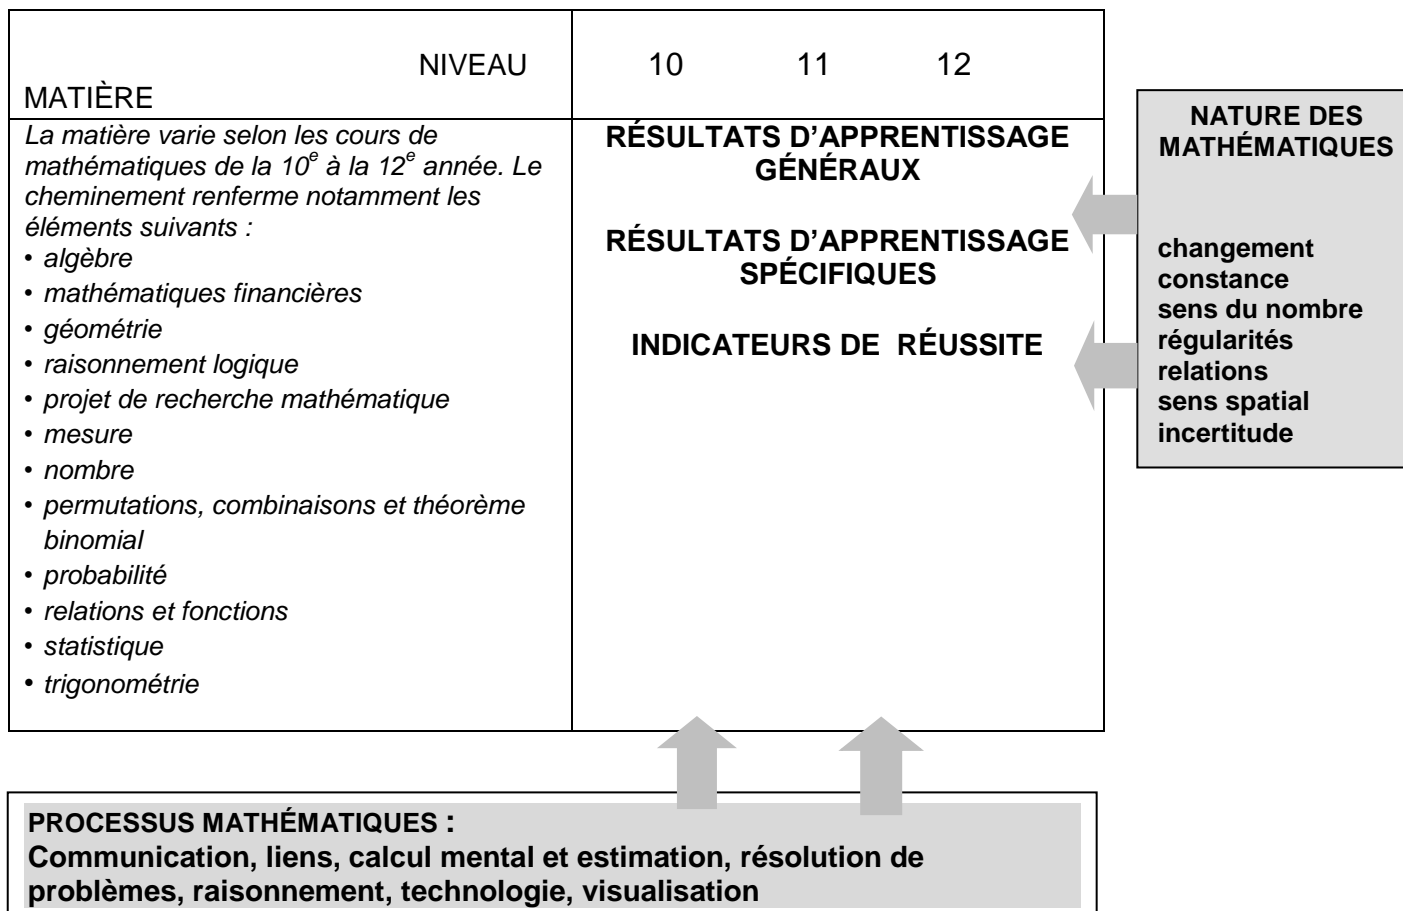 NIVEAU 10 11 12
MATIÈRE
La matière varie selon les cours de
mathématiques de la 10e à la 12e année. Le
cheminement renferme notamment les
éléments suivants :
• algèbre
• mathématiques financières
• géométrie
• raisonnement logique
• projet de recherche mathématique
• mesure
• nombre
• permutations, combinaisons et théorème
binomial
• probabilité
• relations et fonctions
• statistique
• trigonométrie
RÉSULTATS D’APPRENTISSAGE
GÉNÉRAUX
RÉSULTATS D’APPRENTISSAGE
SPÉCIFIQUES
INDICATEURS DE RÉUSSITE
NATURE DES
MATHÉMATIQUES
changement
constance
sens du nombre
régularités
relations
sens spatial
incertitude
PROCESSUS MATHÉMATIQUES :
Communication, liens, calcul mental et estimation, résolution de
problèmes, raisonnement, technologie, visualisation